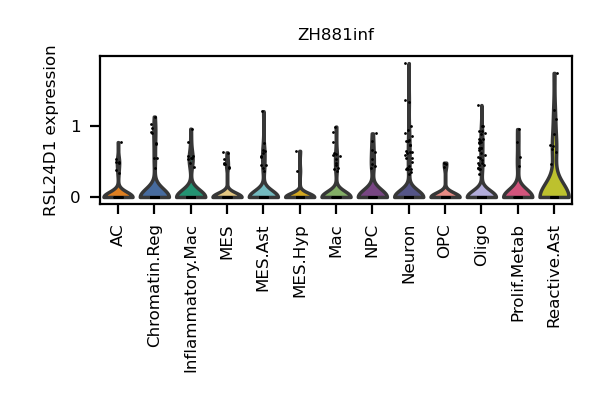 ZH881inf
RSL24D1 expression
1
0
AC
Chromatin.Reg
Inflammatory.Mac
MES
MES.Ast
MES.Hyp
Mac
NPC
Neuron
OPC
Oligo
Prolif.Metab
Reactive.Ast